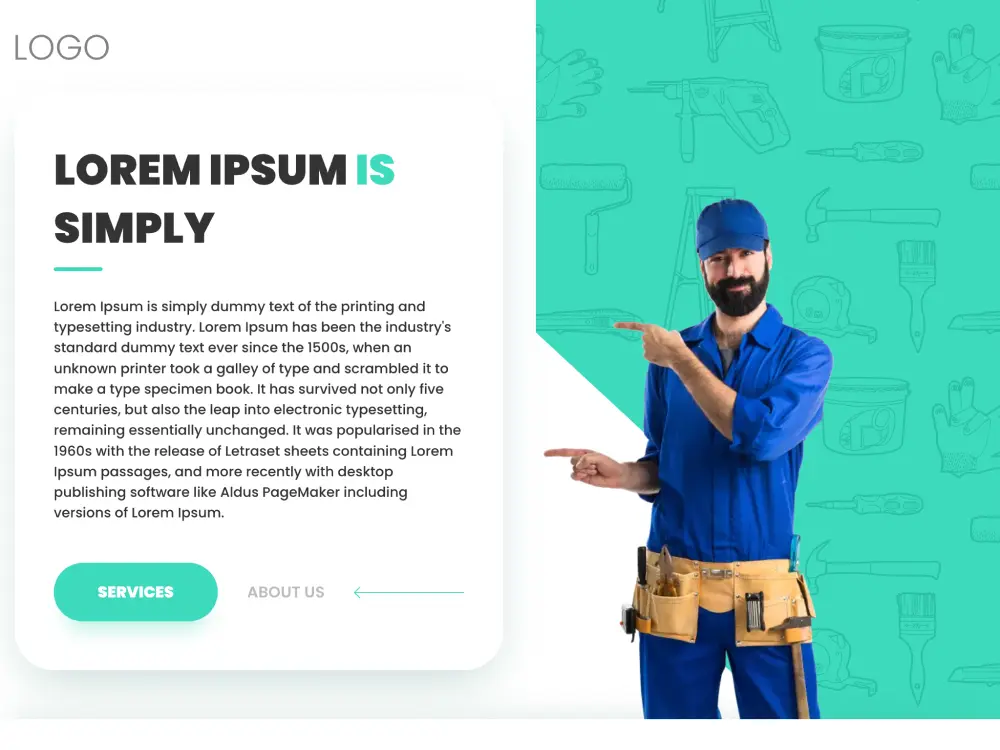 LOGO
LOREM IPSUM IS
SIMPLY
Lorem Ipsum is simply dummy text of the printing and
typesetting industry. Lorem Ipsum has been the industry's
standard dummy text ever since the 1500s, when an
unknown printer took a galley of type and scrambled it to
make a type specimen book. It has survived not only five
centuries, but also the leap into electronic typesetting,
remaining essentially unchanged. It was popularised in the
1960s with the release of Letraset sheets containing Lorem
Ipsum passages, and more recently with desktop
publishing software like Aldus PageMaker including
versions of Lorem Ipsum.
SERVICES
ABOUT US